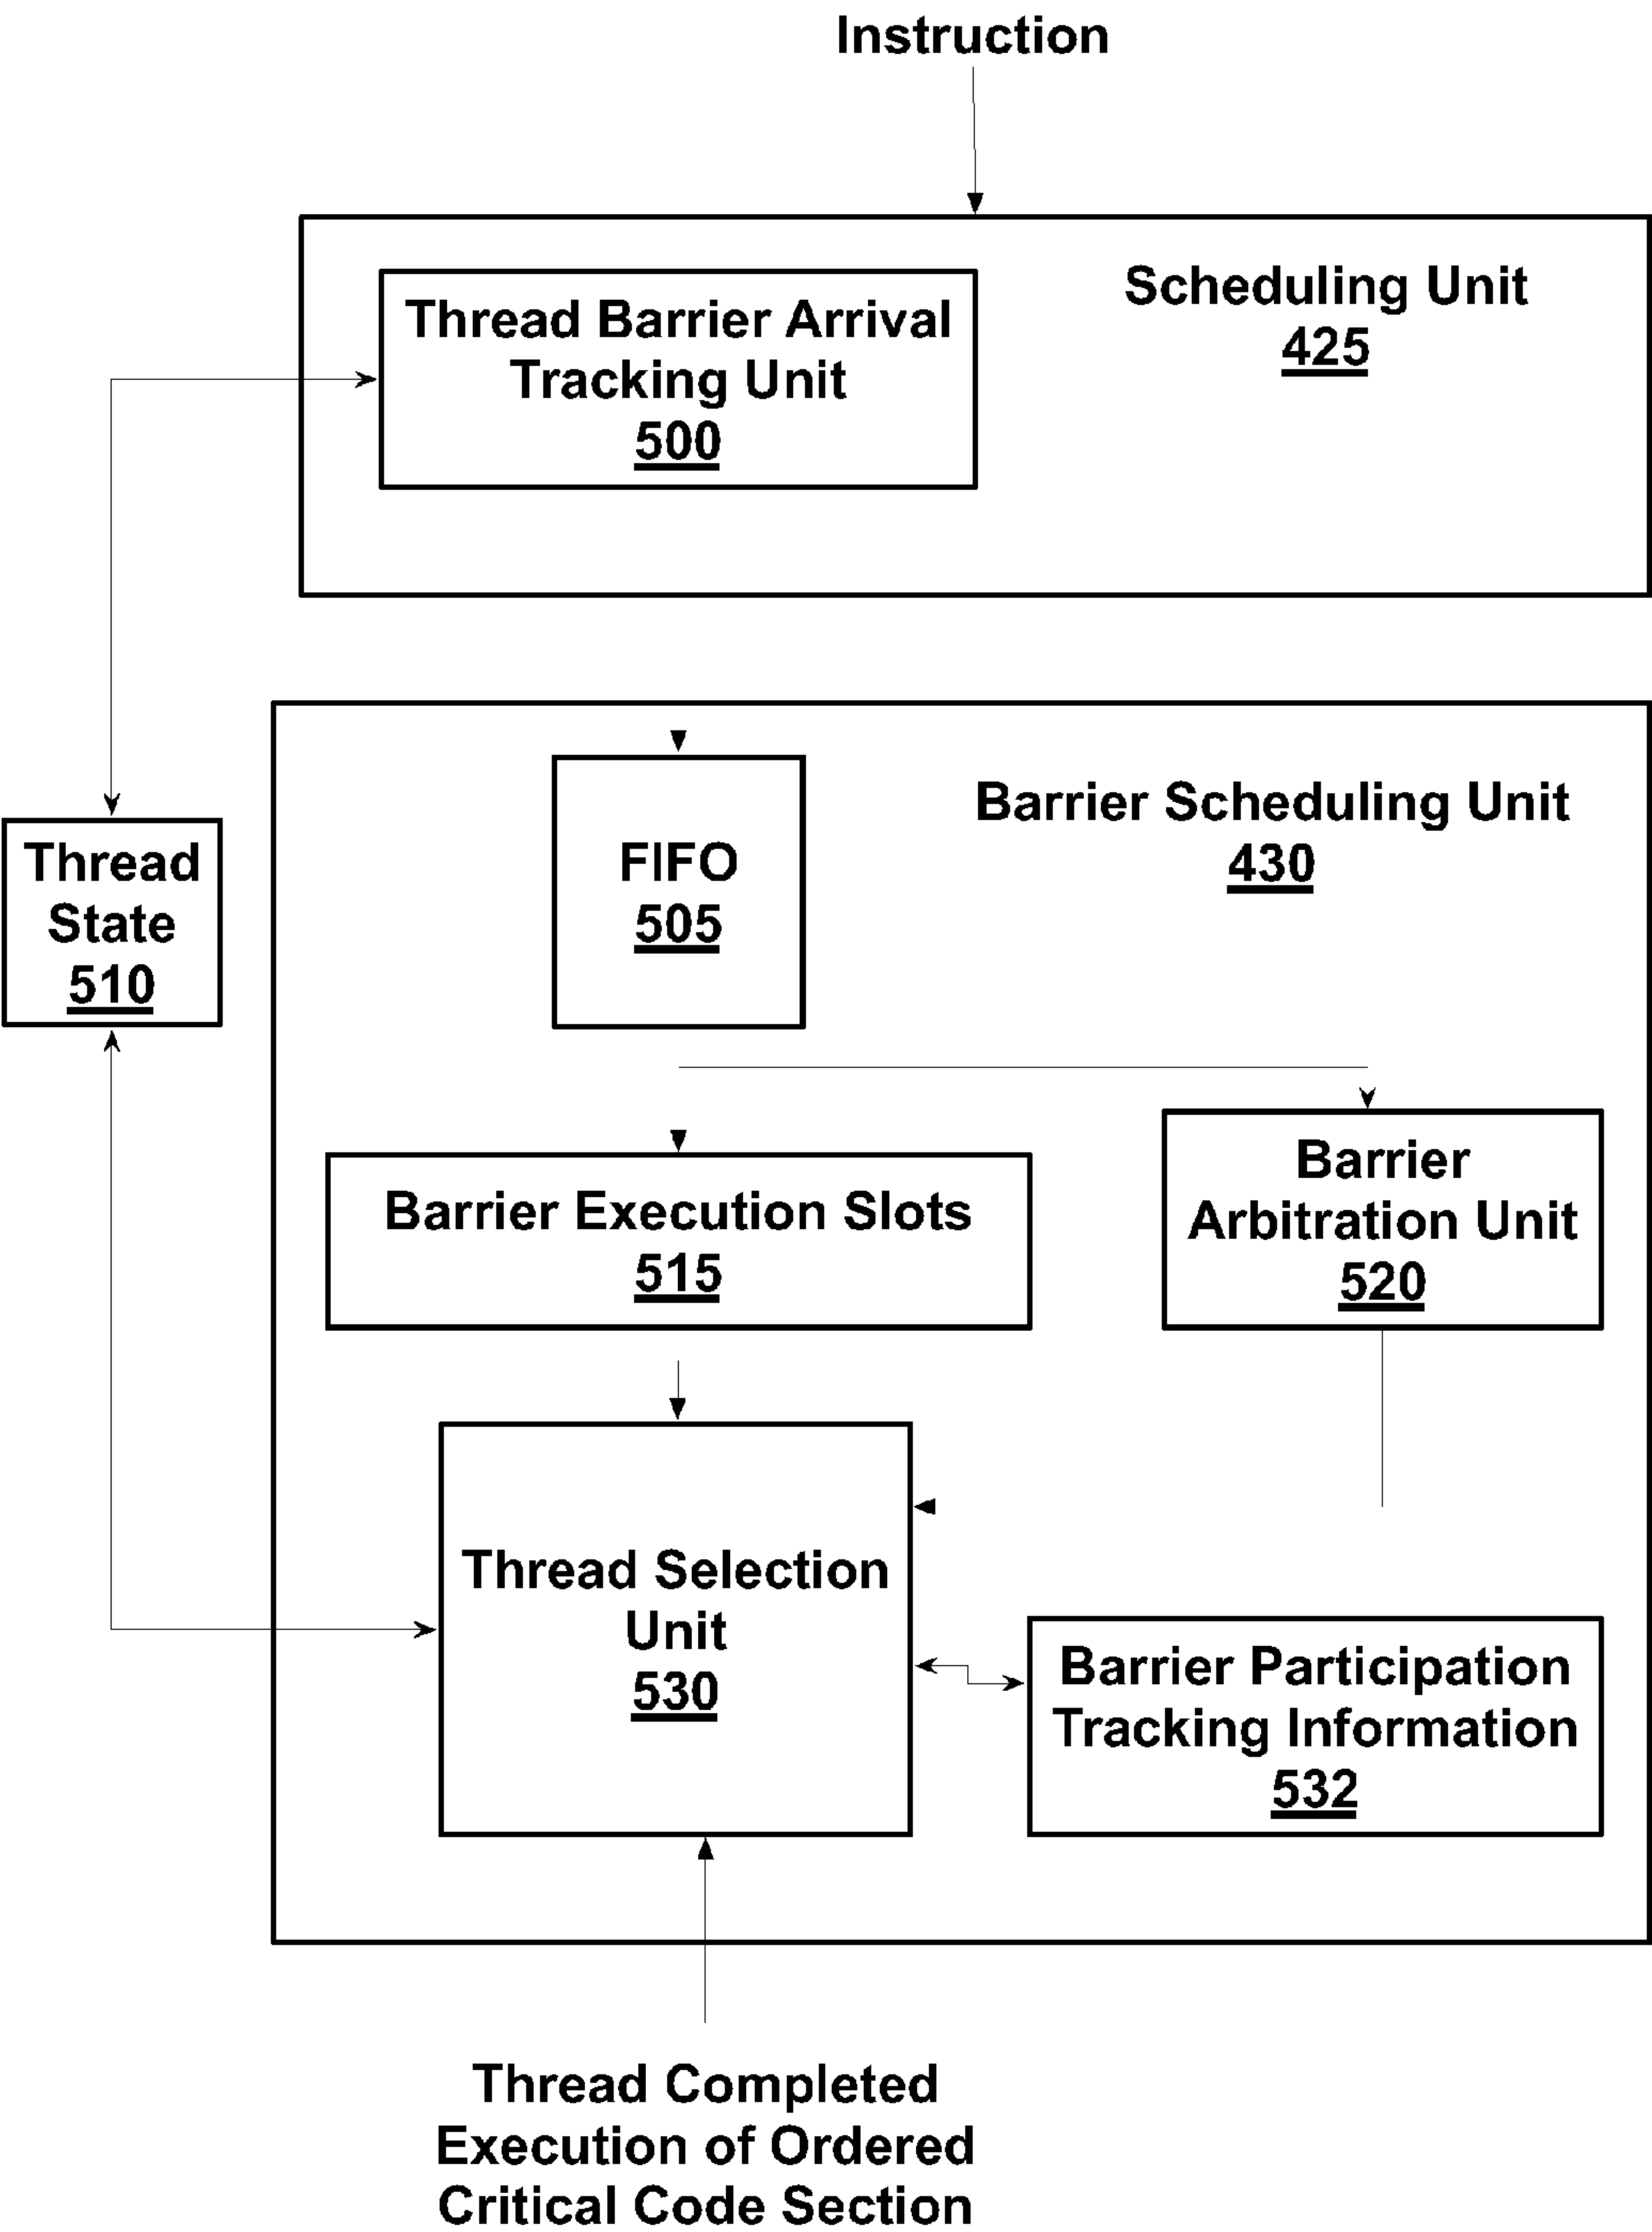 Instruction
Scheduling Unit
425
Thread Barrier Arrival
Tracking Unit
500
Barrier Scheduling Unit
430
FIFO
505
Thread
State
510
Barrier Execution Slots
515
Barrier
Arbitration Unit
520
Thread Selection
Unit
530
Barrier Participation
Tracking Information
532
Thread Completed
Execution of Ordered
Critical Code Section